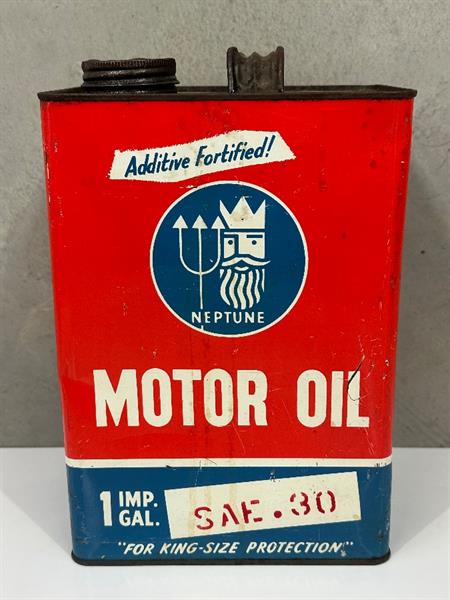 Additive Fortified!
NEPTUNE
MOTOR OIL
1 IMP. GAL.
SAE.30
"FOR KING-SIZE PROTECTION"